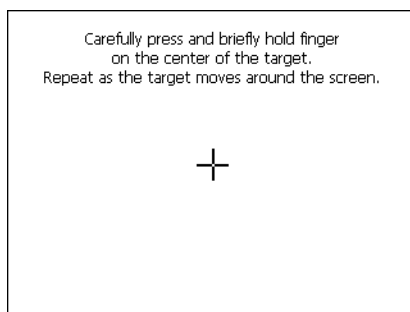 Carefully press and briefly hold finger
on the center of the target.
Repeat as the target moves around the screen.